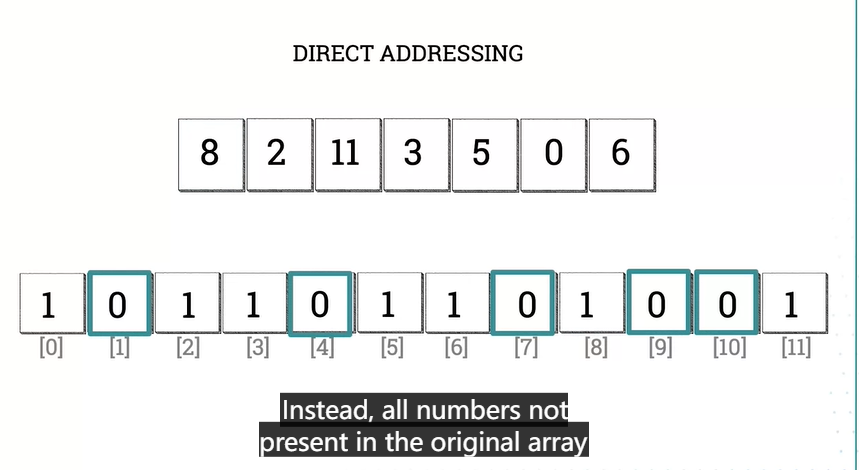 DIRECT ADDRESSING
8 2 11 3 5 0 6
1 0 1 1 0 1 1 0 1 0 0 1
[0] [1] [2] [3] [4] [5] [6] [7] [8] [9] [10] [11]
Instead, all numbers not
present in the original array